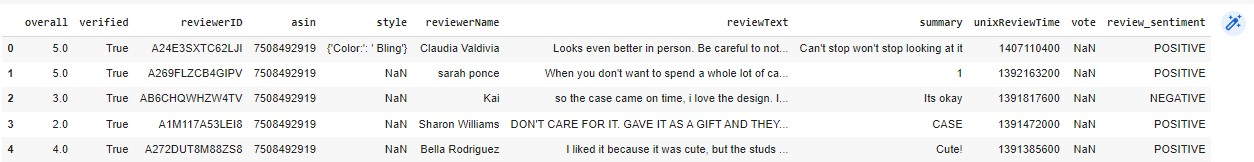 overall verified reviewerID asin style reviewerName reviewText summary unixReviewTime vote review_sentiment
0 5.0 True A24E3SXTC62LJI 7508492919 {'Color:': ' Bling'} Claudia Valdivia Looks even better in person. Be careful to not... Can't stop won't stop looking at it 1407110400 NaN POSITIVE
1 5.0 True A269FLZCB4GIPV 7508492919 NaN sarah ponce When you don't want to spend a whole lot of ca... 1 1392163200 NaN POSITIVE
2 3.0 True AB6CHQWHZW4TV 7508492919 NaN Kai so the case came on time, i love the design. I... Its okay 1391817600 NaN NEGATIVE
3 2.0 True A1M117A53LEI8 7508492919 NaN Sharon Williams DON'T CARE FOR IT. GAVE IT AS A GIFT AND THEY... CASE 1391472000 NaN POSITIVE
4 4.0 True A272DUT8M88ZS8 7508492919 NaN Bella Rodriguez I liked it because it was cute, but the studs ... Cute! 1391385600 NaN POSITIVE